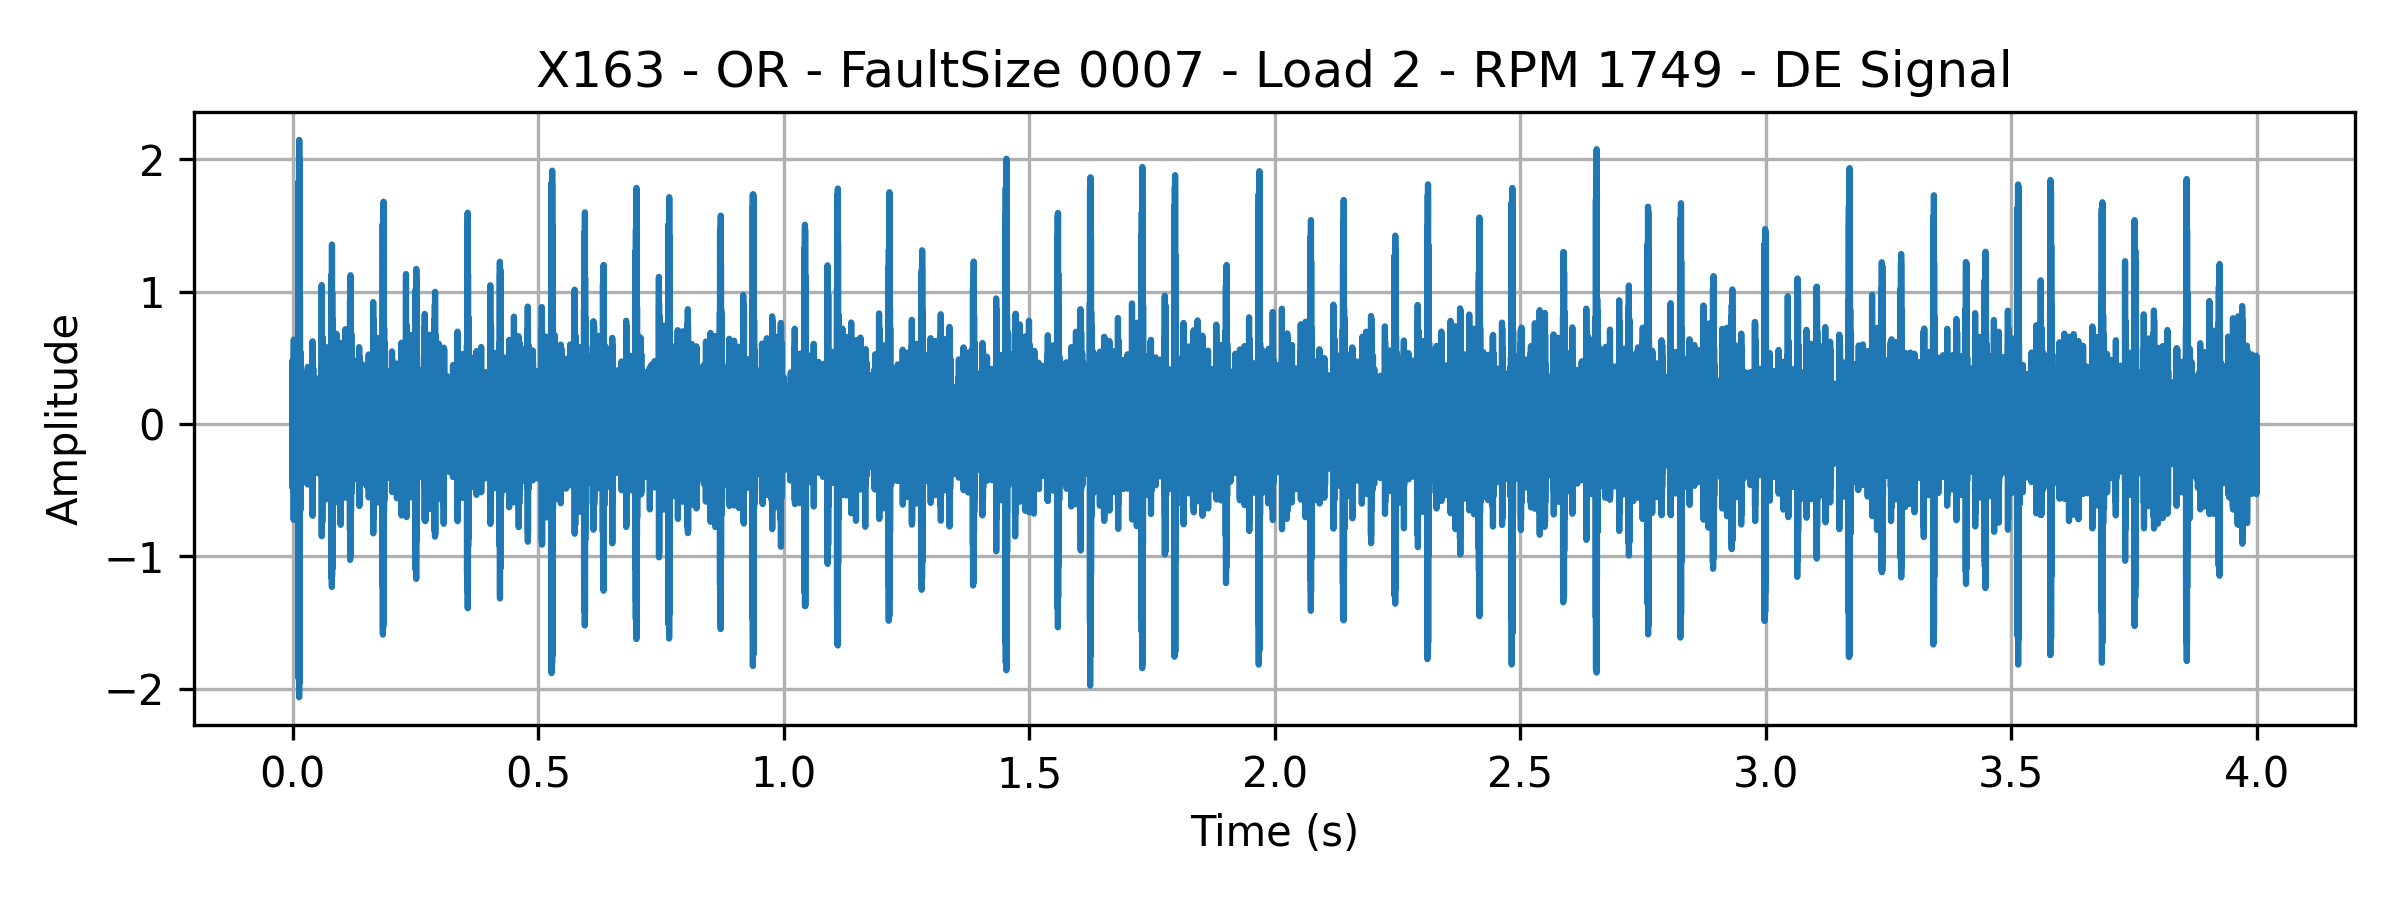 X163 - OR - FaultSize 0007 - Load 2 - RPM 1749 - DE Signal
2
1
0
−1
−2
Amplitude
0.0 0.5 1.0 1.5 2.0 2.5 3.0 3.5 4.0
Time (s)